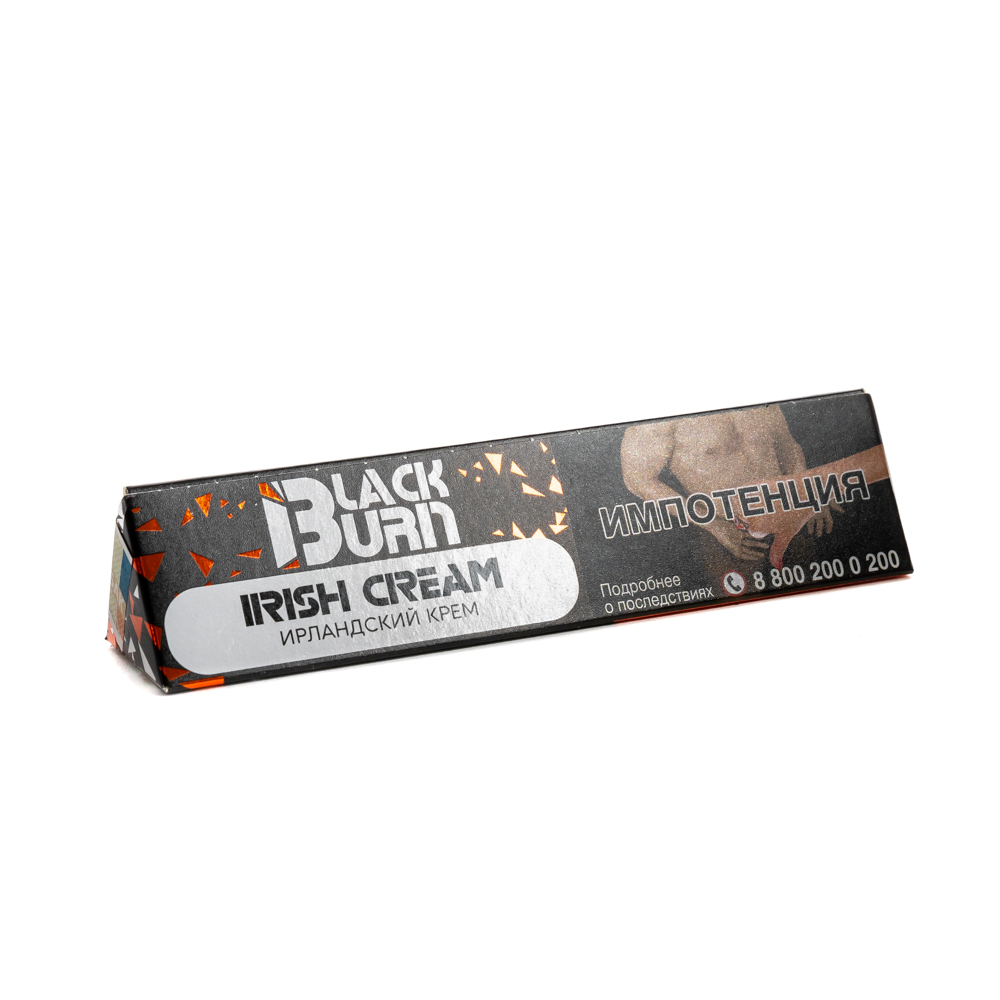 BLACK
BURN
IRISH CREAM
ИРЛАНДСКИЙ КРЕМ
ИМПОТЕНЦИЯ
Подробнее
о последствиях
8 800 200 0 200